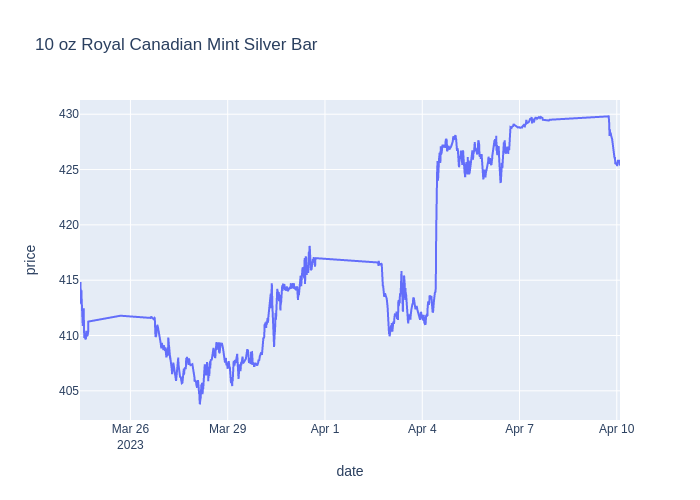 10 oz Royal Canadian Mint Silver Bar
430
425
420
415
410
405
price
Mar 26
2023
Mar 29
Apr 1
Apr 4
Apr 7
Apr 10
date